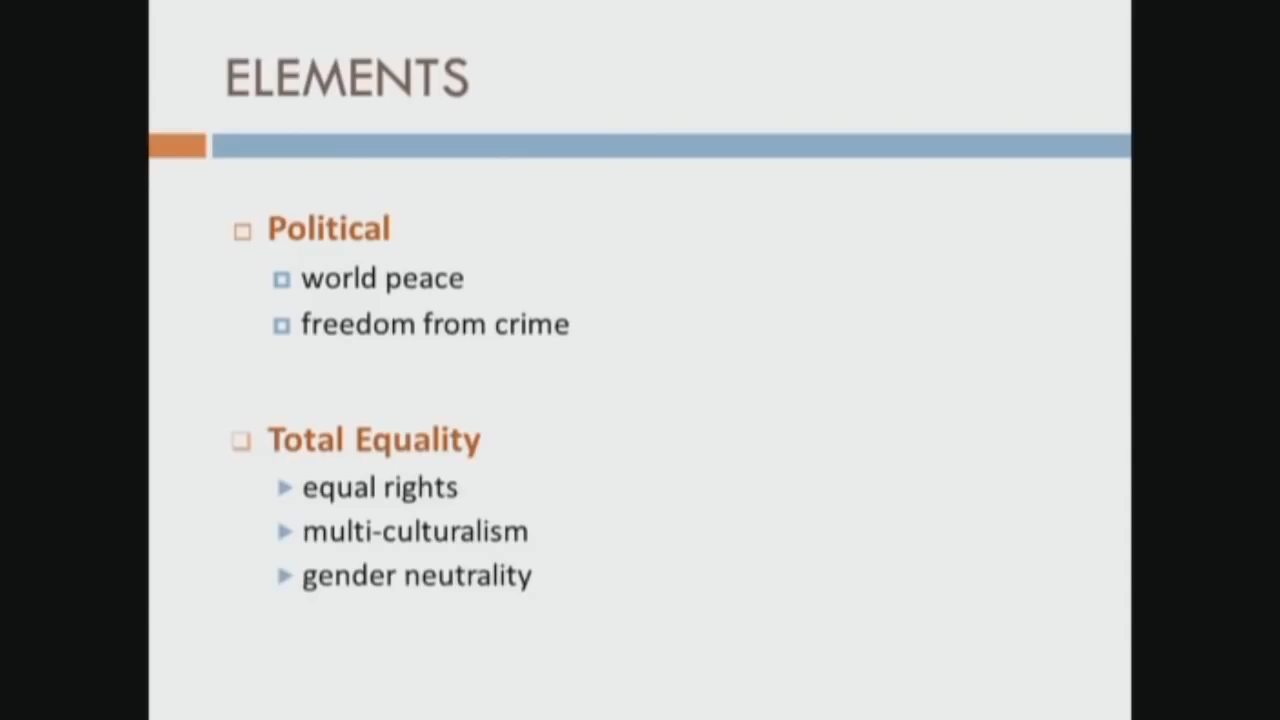 ELEMENTS
Political
world peace
freedom from crime
Total Equality
equal rights
multi-culturalism
gender neutrality